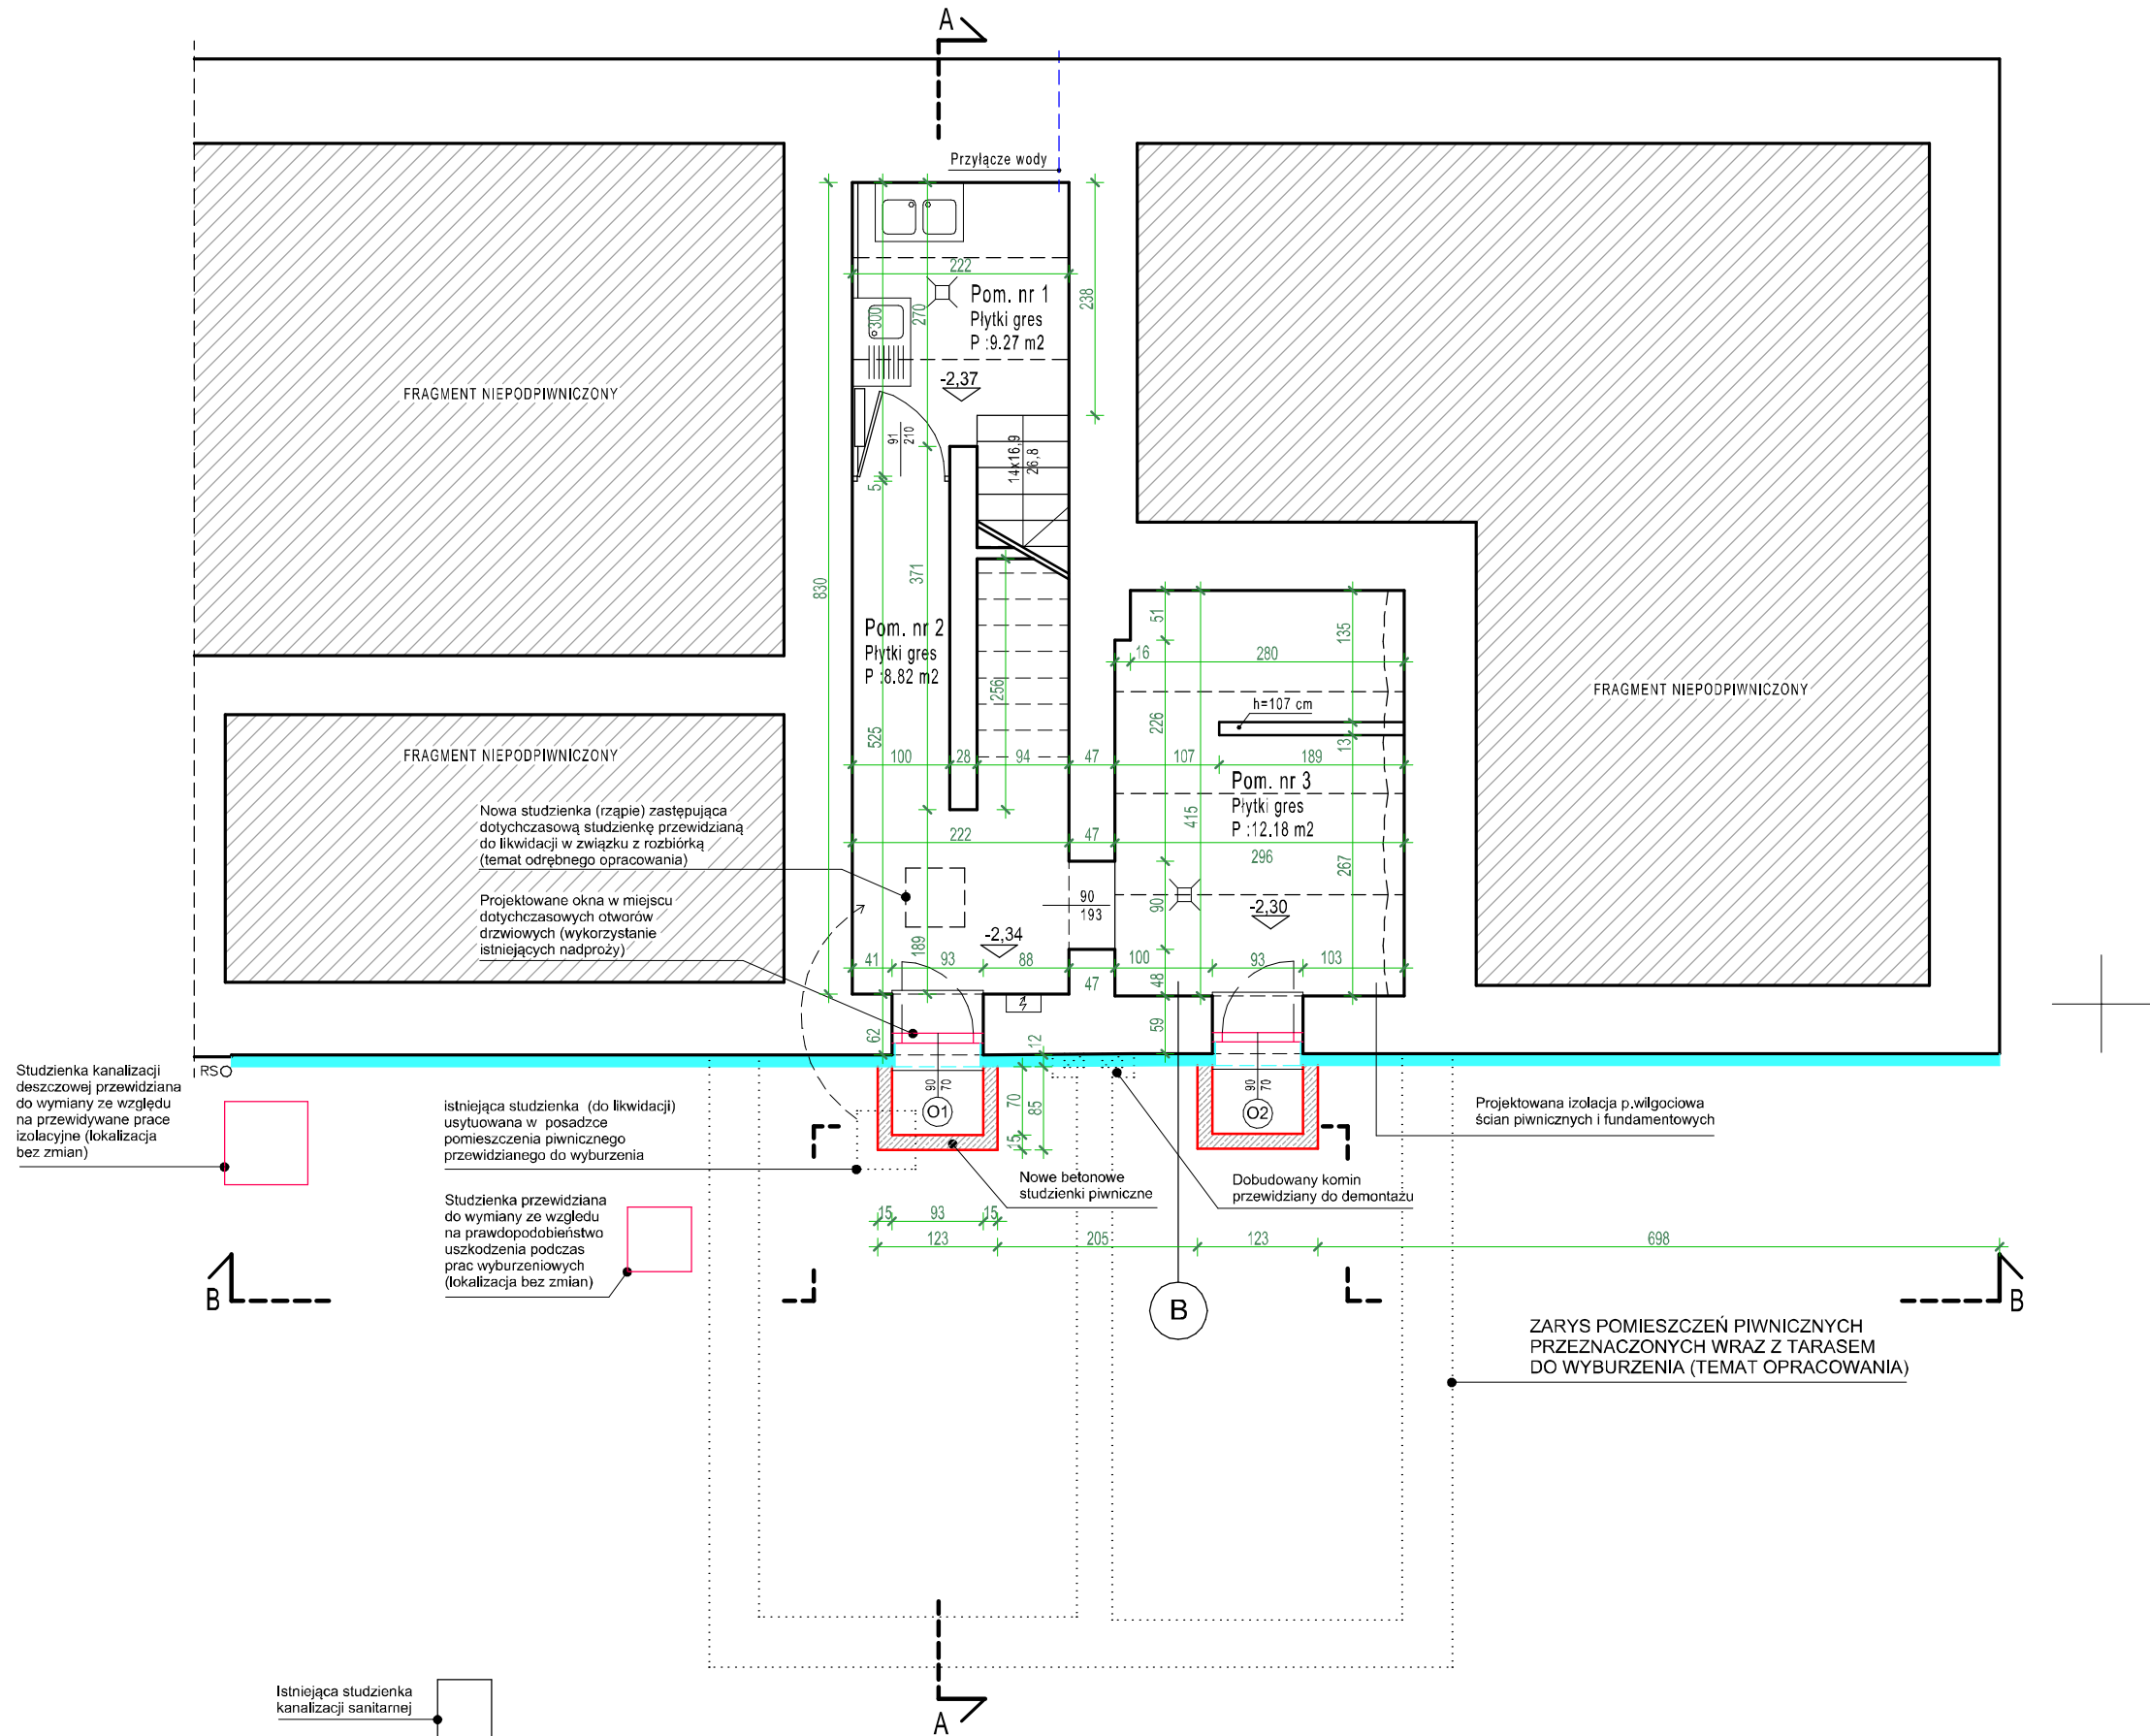 A
Przyłącze wody
222
Pom. nr 1
Płytki gres
P :9.27 m2
300
270
238
-2,37
FRAGMENT NIEPODPIWNICZONY
91
210
14x16,9
26,8
5
830
371
Pom. nr 2
Płytki gres
P :8.82 m2
256
525
51
135
16
280
226
h=107 cm
13
FRAGMENT NIEPODPIWNICZONY
FRAGMENT NIEPODPIWNICZONY
100
28
94
47
107
189
Pom. nr 3
Płytki gres
P :12.18 m2
415
Nowa studzienka (rząpie) zastępująca
dotychczasową studzienkę przewidzianą
do likwidacji w związku z rozbiórką
(temat odrębnego opracowania)
222
47
296
267
Projektowane okna w miejscu
dotychczasowych otworów
drzwiowych (wykorzystanie
istniejących nadproży)
90
193
90
-2,30
-2,34
189
41
93
88
47
100
93
103
48
62
12
59
RS
Studzienka kanalizacji
deszczowej przewidziana
do wymiany ze względu
na przewidywane prace
izolacyjne (lokalizacja
bez zmian)
istniejąca studzienka (do likwidacji)
usytuowana w posadzce
pomieszczenia piwnicznego
przewidzianego do wyburzenia
90
70
O1
70
85
15
90
70
O2
Projektowana izolacja p.wilgociowa
ścian piwnicznych i fundamentowych
Nowe betonowe
studzienki piwniczne
Dobudowany komin
przewidziany do demontażu
Studzienka przewidziana
do wymiany ze wzgledu
na prawdopodobieństwo
uszkodzenia podczas
prac wyburzeniowych
(lokalizacja bez zmian)
15
93
15
123
205
123
698
B
B
B
ZARYS POMIESZCZEŃ PIWNICZNYCH
PRZEZNACZONYCH WRAZ Z TARASEM
DO WYBURZENIA (TEMAT OPRACOWANIA)
Istniejąca studzienka
kanalizacji sanitarnej
A